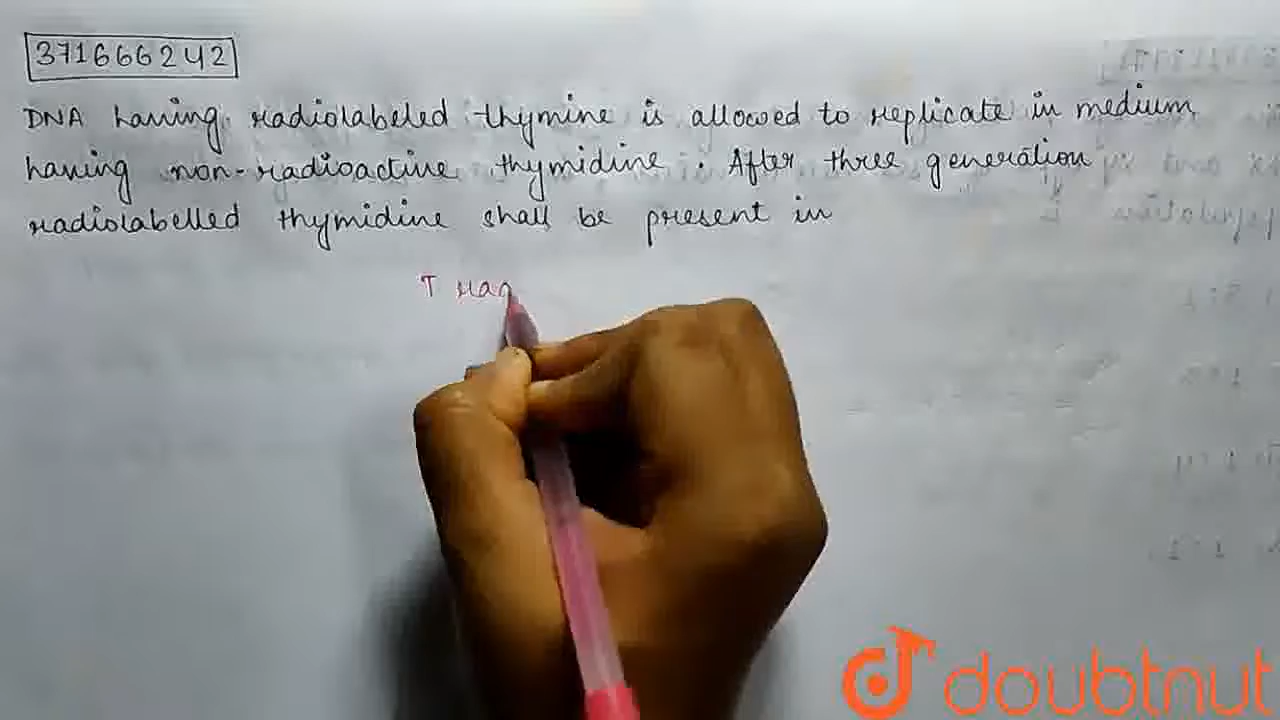 371666242
DNA having radiolabeled thymine is allowed to replicate in medium
having non-radioactive thymidine. After three generation
radiolabelled thymidine shall be present in
T rad
doubtnut